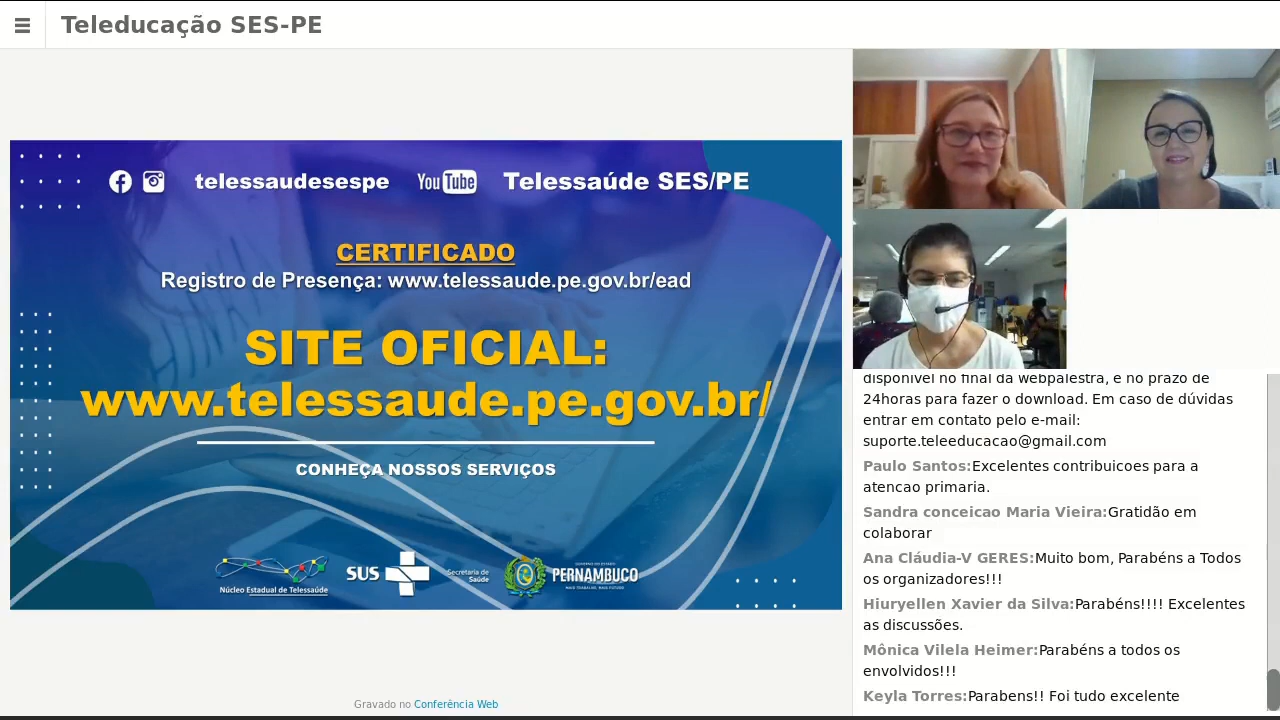 Teleducação SES-PE
telessaudesespe
YouTube
Telessaúde SES/PE
CERTIFICADO
Registro de Presença: www.telessaude.pe.gov.br/ead
SITE OFICIAL:
www.telessaude.pe.gov.br/
CONHEÇA NOSSOS SERVIÇOS
Núcleo Estadual de Telessaúde
SUS
Secretaria de
Saúde
PERNAMBUCO
Gravado no Conferência Web
disponível no final da webpalestra, e no prazo de
24horas para fazer o download. Em caso de dúvidas
entrar em contato pelo e-mail:
suporte.teleeducacao@gmail.com
Paulo Santos:Excelentes contribuicoes para a
atencao primaria.
Sandra conceicao Maria Vieira:Gratidão em
colaborar
Ana Cláudia-V GERES:Muito bom, Parabéns a Todos
os organizadores!!!
Hiuryellen Xavier da Silva:Parabéns!!!! Excelentes
as discussões.
Mônica Vilela Heimer:Parabéns a todos os
envolvidos!!!
Keyla Torres:Parabens!! Foi tudo excelente